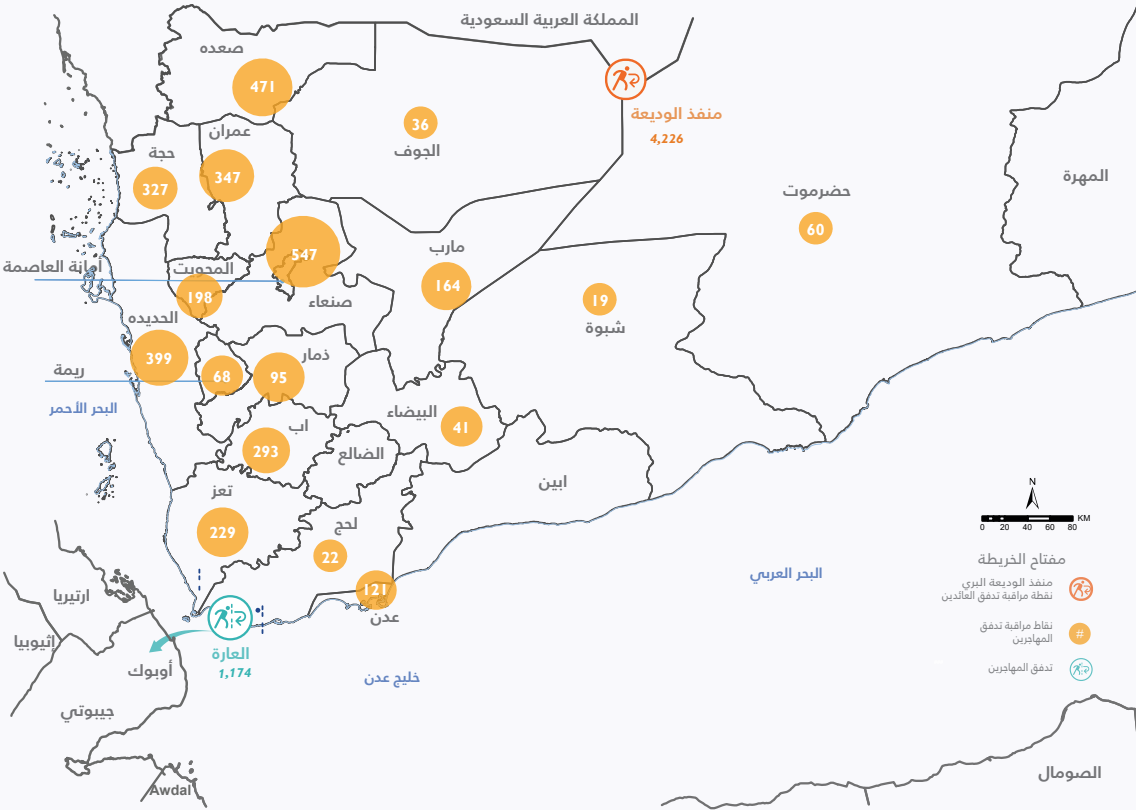 المملكة العربية السعودية
صعده
471
منفذ الوديعة
4,226
36
الجوف
عمران
347
حجة
327
المهرة
حضرموت
60
547
مارب
164
أمانة العاصمة
المحويت
198
صنعاء
19
شبوة
الحديده
399
ذمار
95
68
ريمة
البحر الأحمر
البيضاء
41
اب
293
الضالع
ابين
تعز
229
لحج
22
121
عدن
العارة
1,174
خليج عدن
البحر العربي
ارتيريا
إثيوبيا
أوبوك
جيبوتي
Awdal
الصومال
N
KM
0 20 40 60 80
مفتاح الخريطة
منفذ الوديعة البري
نقطة مراقبة تدفق العائدين
#
نقاط مراقبة تدفق
المهاجرين
تدفق المهاجرين